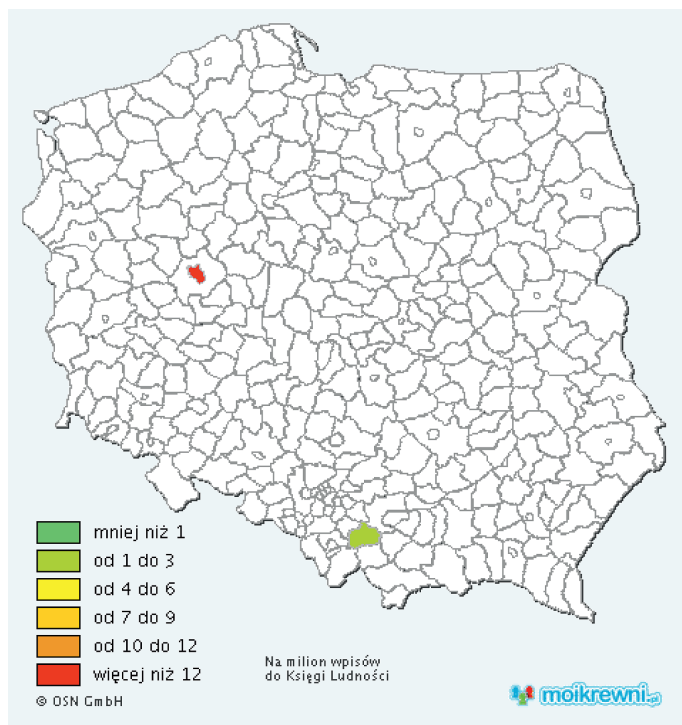 mniej niż 1
od 1 do 3
od 4 do 6
od 7 do 9
od 10 do 12
więcej niż 12
Na milion wpisów
do Księgi Ludności
© OSN GmbH
moikrewni.pl